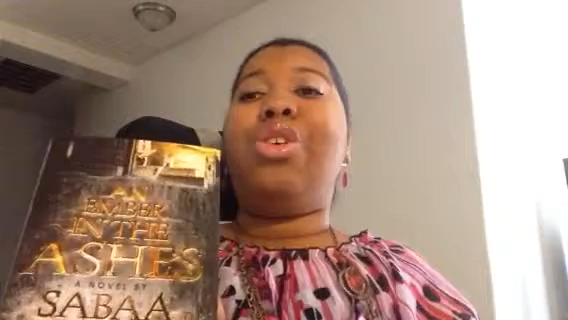 AN
EMBER
IN THE
ASHES
A NOVEL BY
SABAA